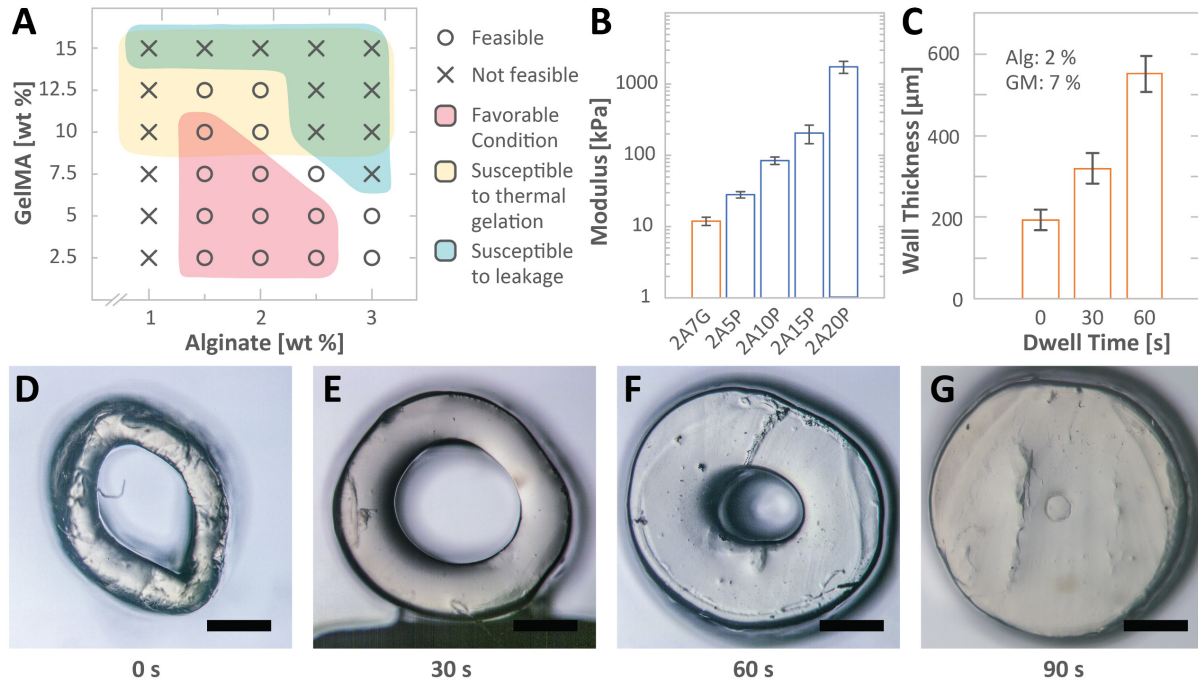 A
GelMA [wt %]
15
12.5
10
7.5
5
2.5
1
2
3
Alginate [wt %]
Feasible
Not feasible
Favorable
Condition
Susceptible
to thermal
gelation
Susceptible
to leakage
B
Modulus [kPa]
1000
100
10
1
2A7G
2A5P
2A10P
2A15P
2A20P
C
Wall Thickness [µm]
600
400
200
0
Alg: 2 %
GM: 7 %
0
30
60
Dwell Time [s]
D
0 s
E
30 s
F
60 s
G
90 s